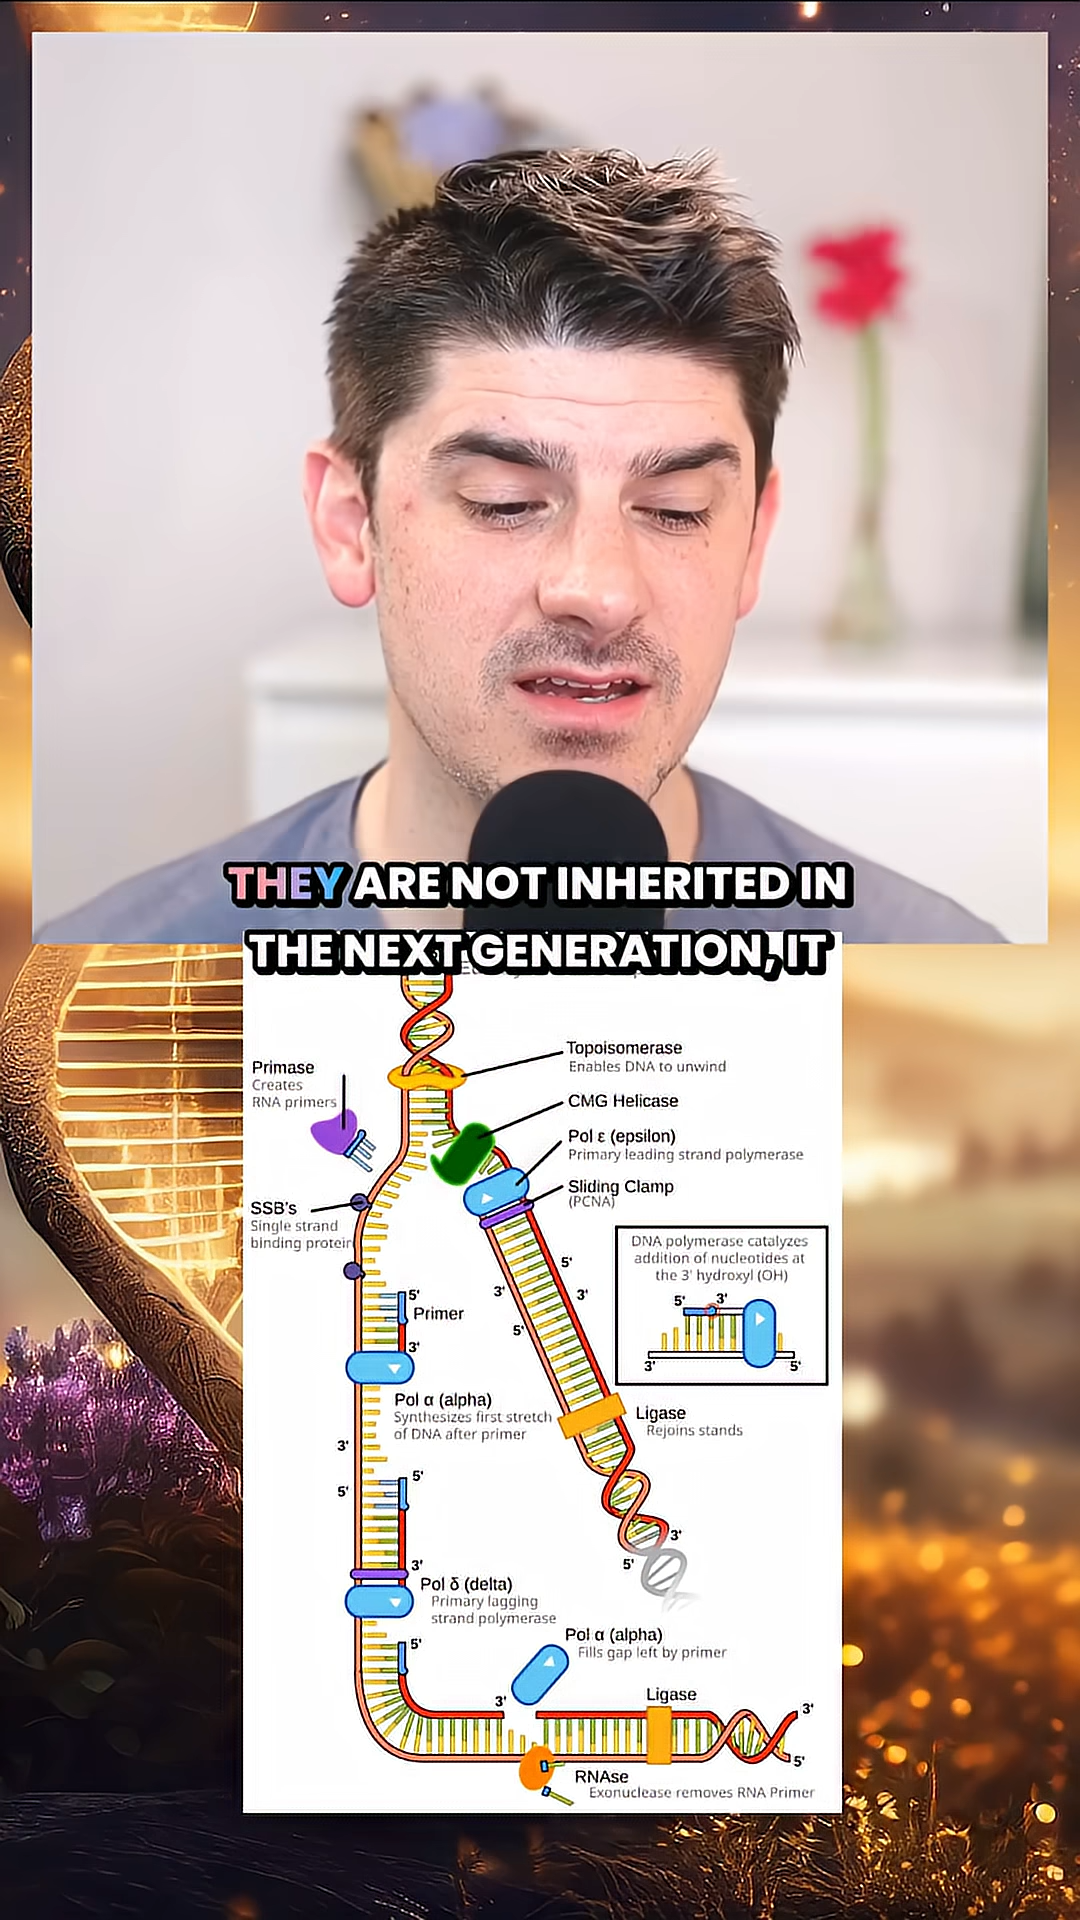 THEY ARE NOT INHERITED IN
THE NEXT GENERATION, IT
Topoisomerase
Enables DNA to unwind
Primase
Creates
RNA primers
CMG Helicase
Pol ε (epsilon)
Primary leading strand polymerase
Sliding Clamp
(PCNA)
SSB's
Single strand
binding protein
DNA polymerase catalyzes
addition of nucleotides at
the 3' hydroxyl (OH)
5'
3'
3'
5'
5'
3'
3'
5'
5'
Primer
3'
Pol α (alpha)
Synthesizes first stretch
of DNA after primer
Ligase
Rejoins stands
3'
5'
5'
3'
5'
3'
Pol δ (delta)
Primary lagging
strand polymerase
5'
Pol α (alpha)
Fills gap left by primer
3'
Ligase
3'
5'
RNAse
Exonuclease removes RNA Primer